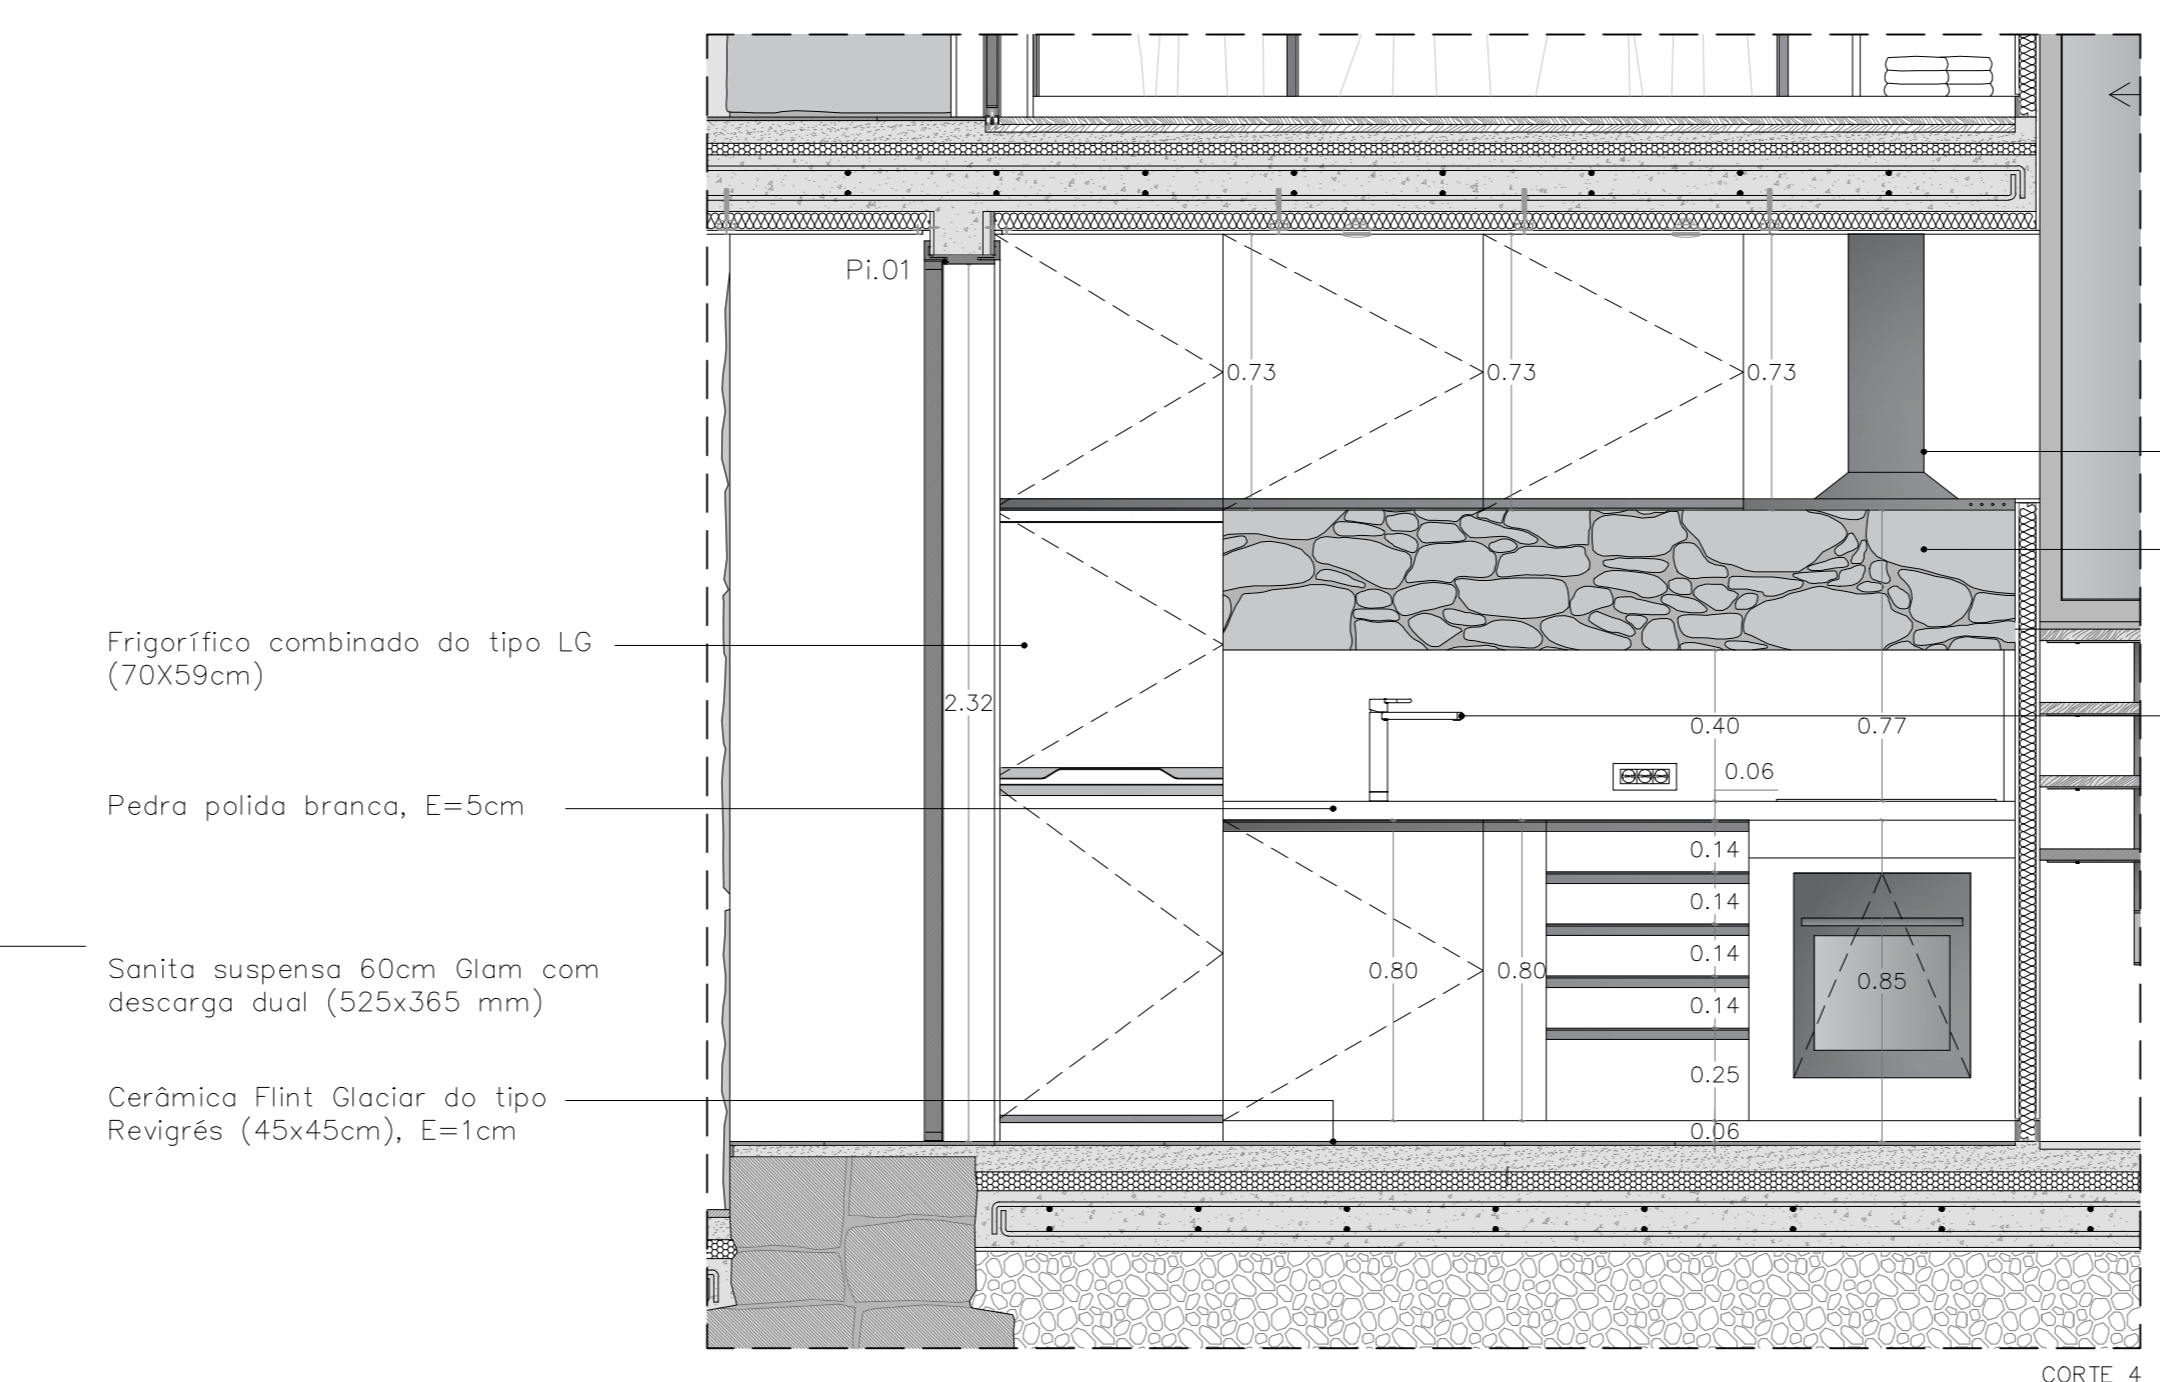 Pi.01
0.73
0.73
0.73
Frigorífico combinado do tipo LG
(70X59cm)
2.32
0.40
0.77
0.06
Pedra polida branca, E=5cm
0.14
0.14
0.14
0.14
0.80
0.80
0.85
Sanita suspensa 60cm Glam com
descarga dual (525x365 mm)
0.25
Cerâmica Flint Glaciar do tipo
Revigrés (45x45cm), E=1cm
0.06
CORTE 4